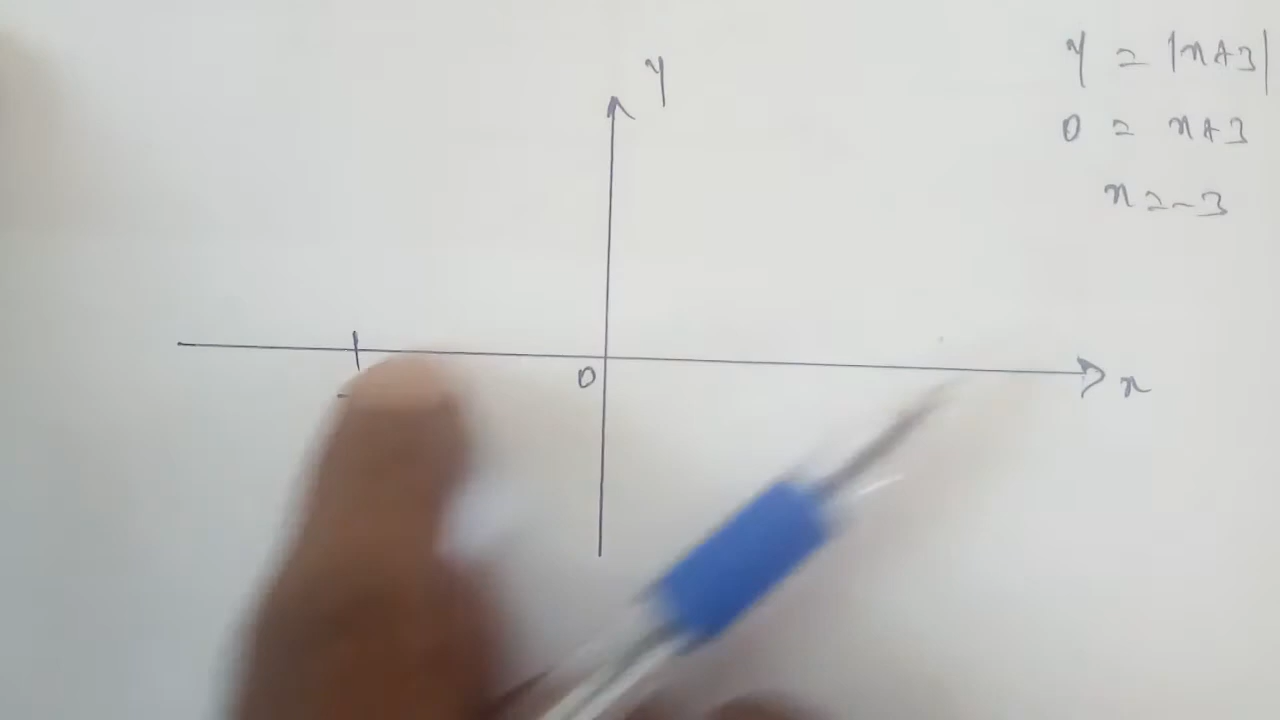 y
y = |x+3|
0 = x+3
x = -3
0
x